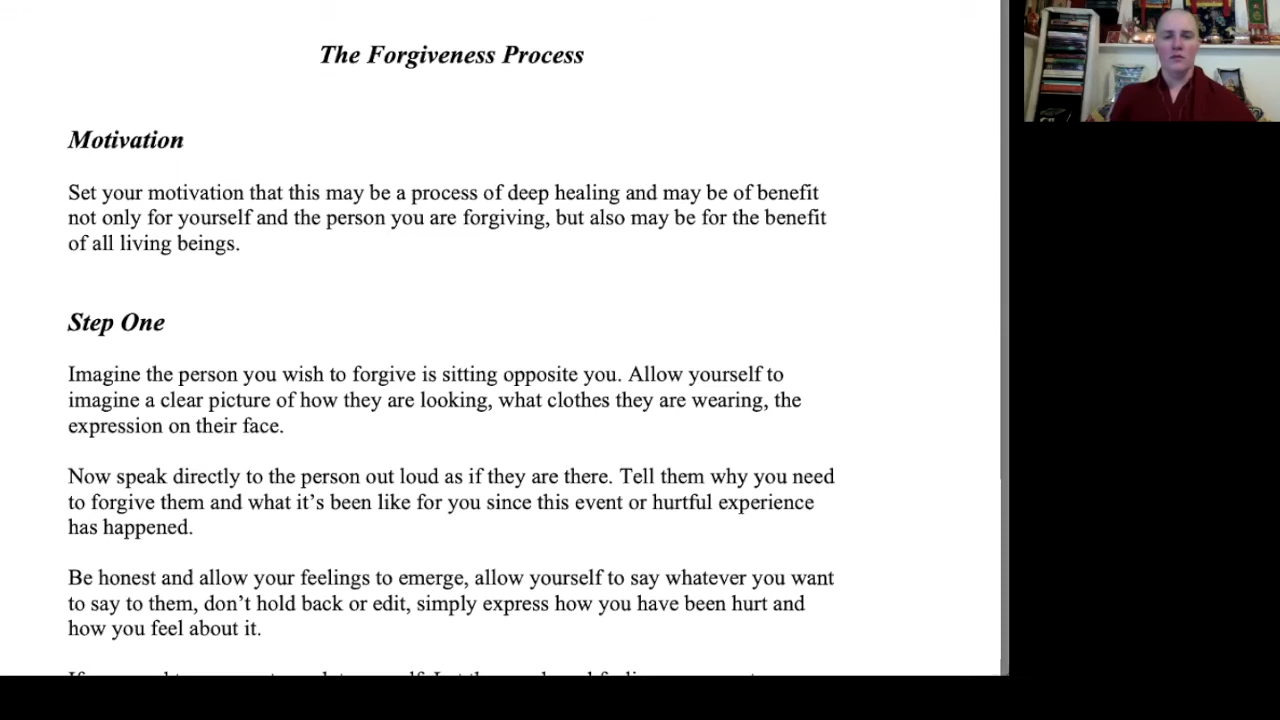 The Forgiveness Process
Motivation
Set your motivation that this may be a process of deep healing and may be of benefit
not only for yourself and the person you are forgiving, but also may be for the benefit
of all living beings.
Step One
Imagine the person you wish to forgive is sitting opposite you. Allow yourself to
imagine a clear picture of how they are looking, what clothes they are wearing, the
expression on their face.
Now speak directly to the person out loud as if they are there. Tell them why you need
to forgive them and what it’s been like for you since this event or hurtful experience
has happened.
Be honest and allow your feelings to emerge, allow yourself to say whatever you want
to say to them, don’t hold back or edit, simply express how you have been hurt and
how you feel about it.